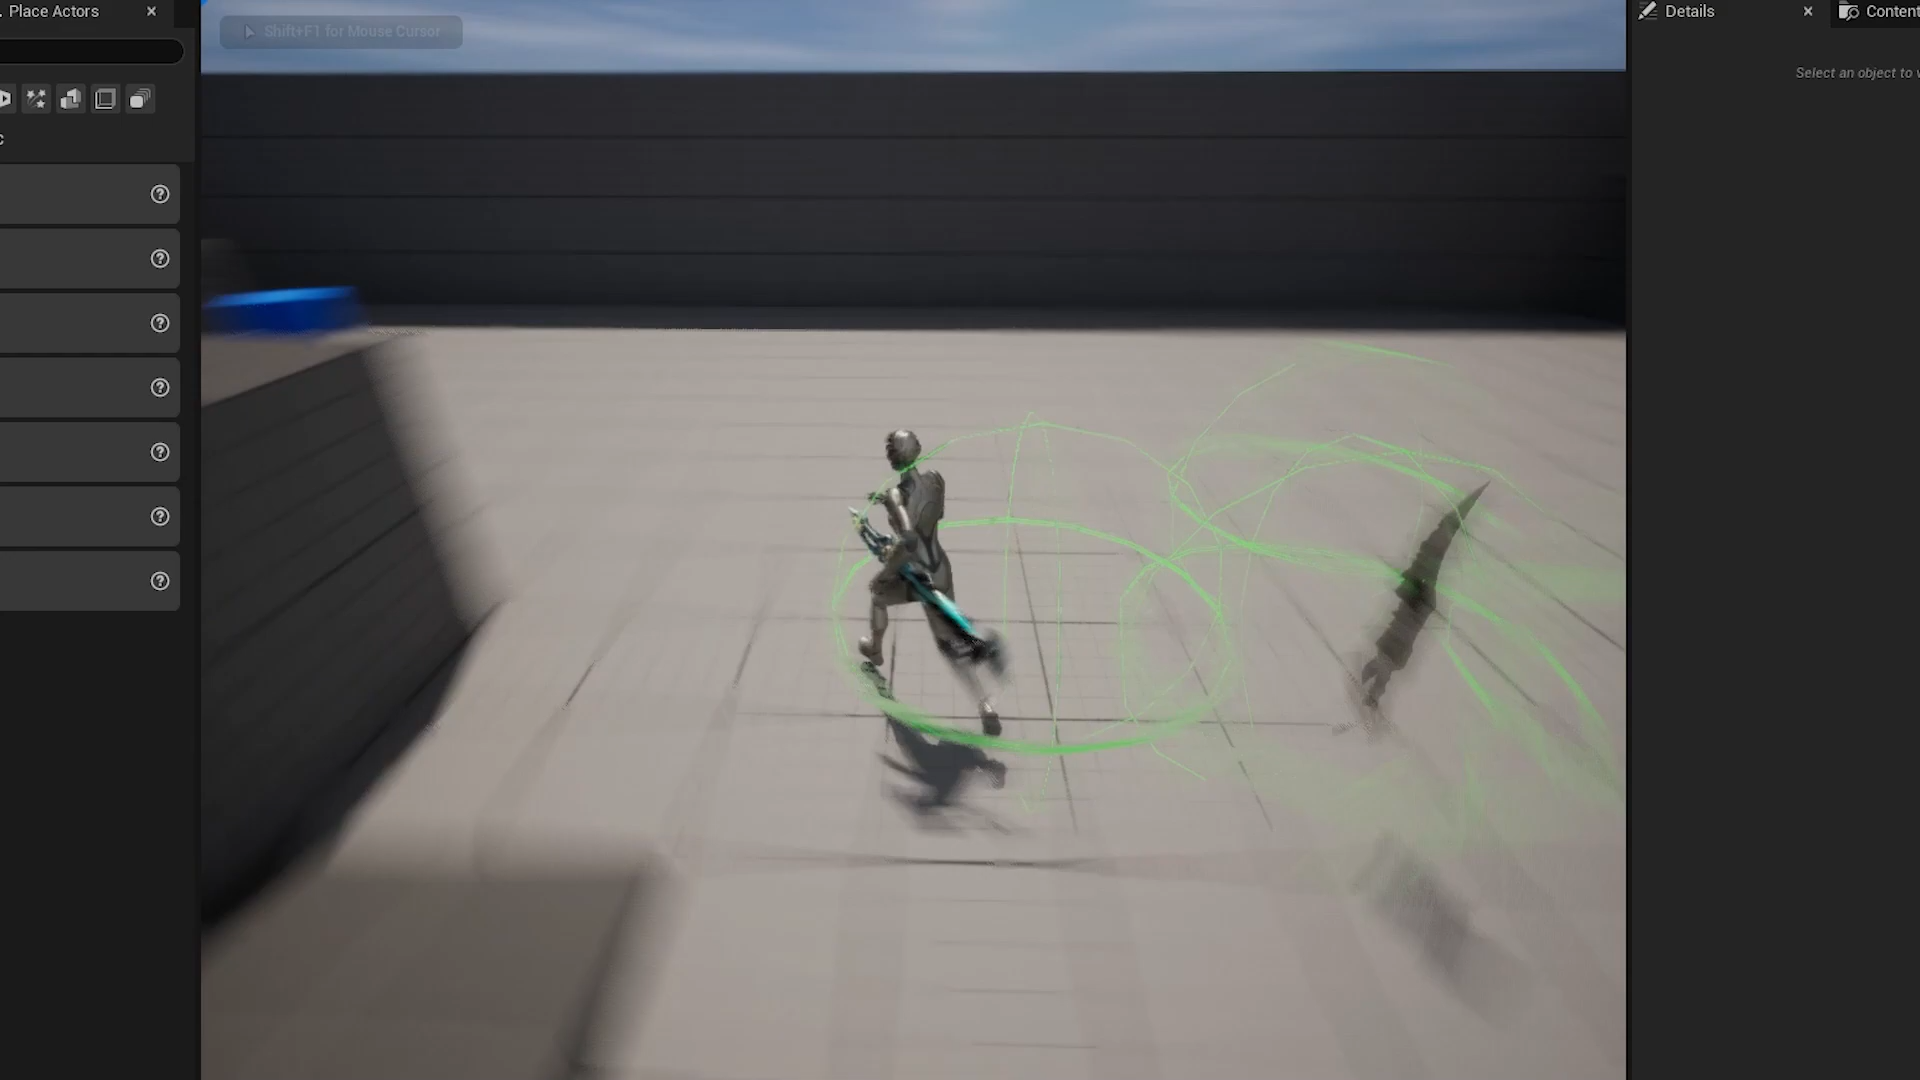 Place Actors
Shift+F1 for Mouse Cursor
Details
Content
Select an object to